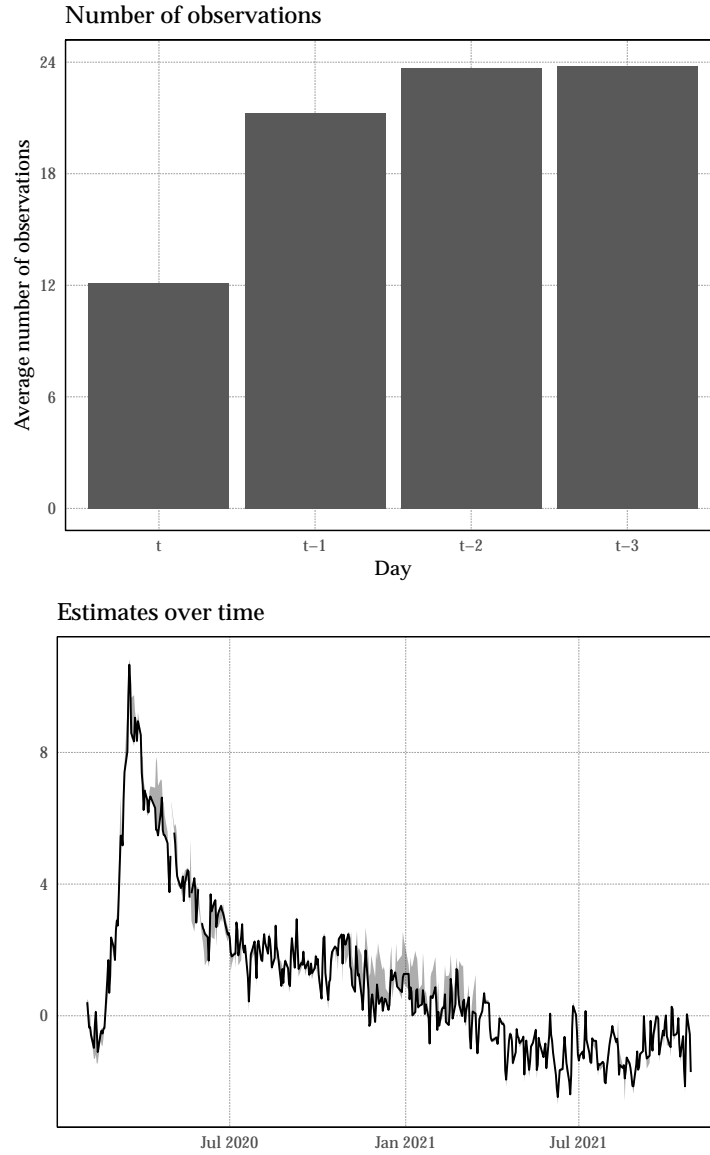 Number of observations
24
18
12
6
0
Average number of observations
t
t−1
t−2
t−3
Day
Estimates over time
8
4
0
Jul 2020
Jan 2021
Jul 2021